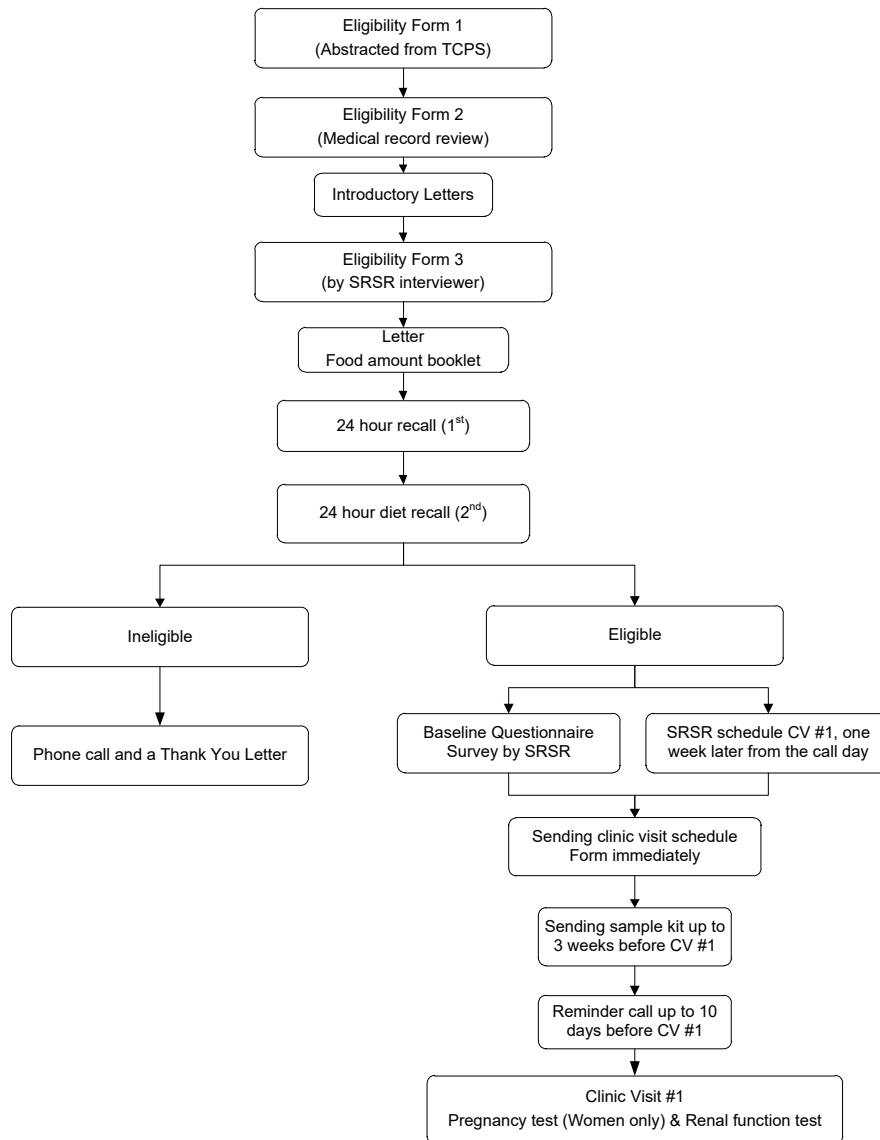 Eligibility Form 1
(Abstracted from TCPS)
Eligibility Form 2
(Medical record review)
Introductory Letters
Eligibility Form 3
(by SRSR interviewer)
Letter
Food amount booklet
24 hour recall (1st)
24 hour diet recall (2nd)
Ineligible
Eligible
Phone call and a Thank You Letter
Baseline Questionnaire
Survey by SRSR
SRSR schedule CV #1, one
week later from the call day
Sending clinic visit schedule
Form immediately
Sending sample kit up to
3 weeks before CV #1
Reminder call up to 10
days before CV #1
Clinic Visit #1
Pregnancy test (Women only) & Renal function test